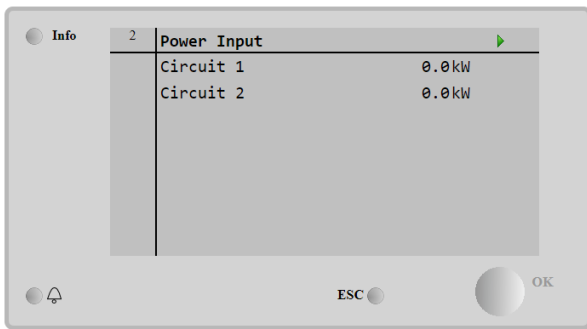 Info
2
Power Input
Circuit 1 0.0kW
Circuit 2 0.0kW
ESC
OK